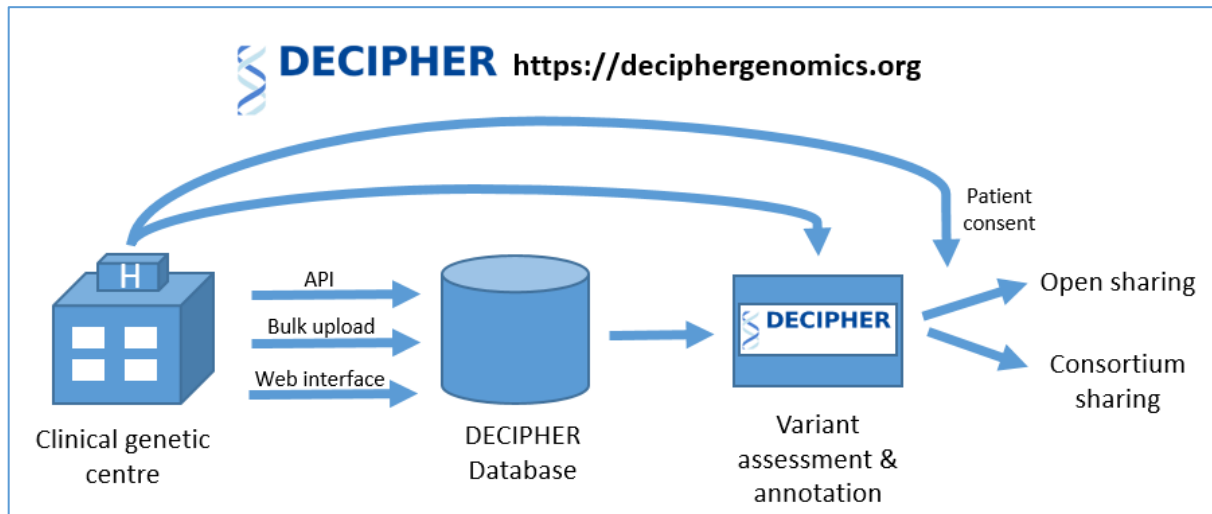 DECIPHER https://deciphergenomics.org
Patient
consent
H
API
Bulk upload
Web interface
DECIPHER
Open sharing
Consortium
sharing
Clinical genetic
centre
DECIPHER
Database
Variant
assessment &
annotation